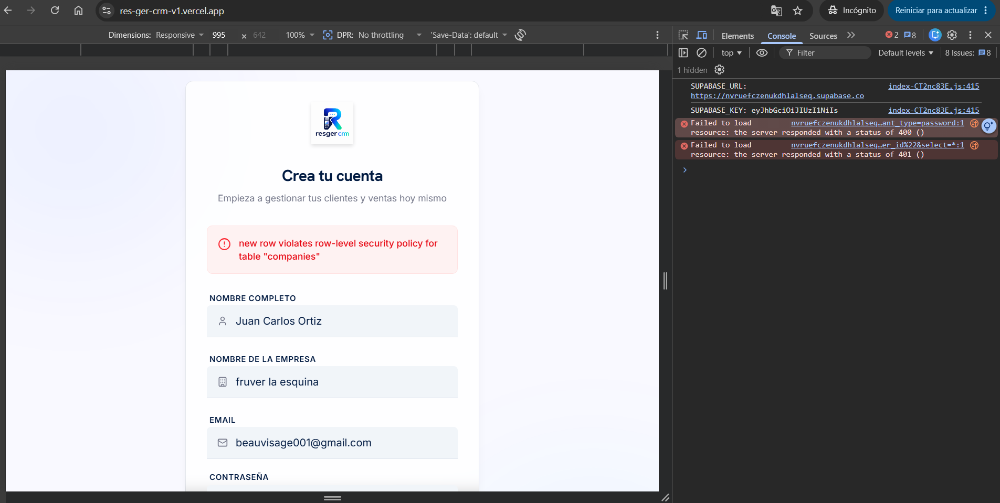 res-ger-crm-v1.vercel.app
Incógnito
Reiniciar para actualizar
Dimensions: Responsive 995 × 642 100% DPR: No throttling 'Save-Data': default
Elements Console Sources 2 8
top Filter Default levels 8 Issues: 8
1 hidden
SUPABASE_URL: index-CT2nc83E.js:415
https://nvruefczenukdhlalseq.supabase.co
SUPABASE_KEY: eyJhbGciOiJIUzI1NiIs index-CT2nc83E.js:415
Failed to load nvruefczenukdhlalseq…ant_type=password:1
resource: the server responded with a status of 400 ()
Failed to load nvruefczenukdhlalseq…er_id%22&select=*:1
resource: the server responded with a status of 401 ()
R
resger crm
Crea tu cuenta
Empieza a gestionar tus clientes y ventas hoy mismo
new row violates row-level security policy for
table "companies"
NOMBRE COMPLETO
Juan Carlos Ortiz
NOMBRE DE LA EMPRESA
fruver la esquina
EMAIL
beauvisage001@gmail.com
CONTRASEÑA